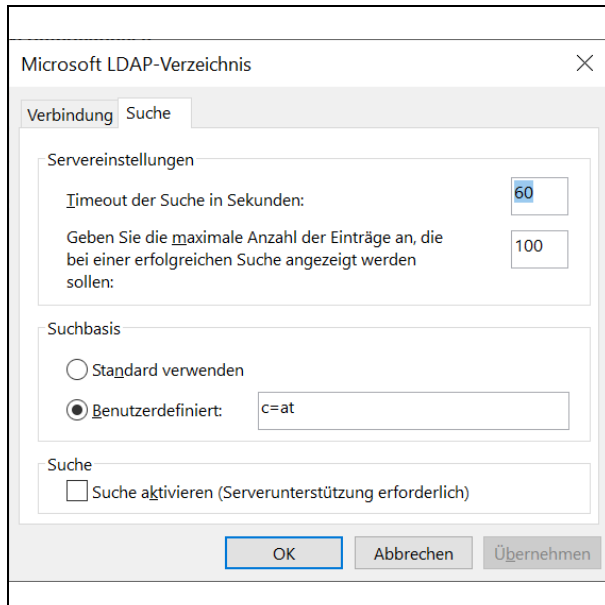 Microsoft LDAP-Verzeichnis
Verbindung Suche
Servereinstellungen
Timeout der Suche in Sekunden: 60
Geben Sie die maximale Anzahl der Einträge an, die 100
bei einer erfolgreichen Suche angezeigt werden
sollen:
Suchbasis
Standard verwenden
Benutzerdefiniert: c=at
Suche
Suche aktivieren (Serverunterstützung erforderlich)
OK Abbrechen Übernehmen